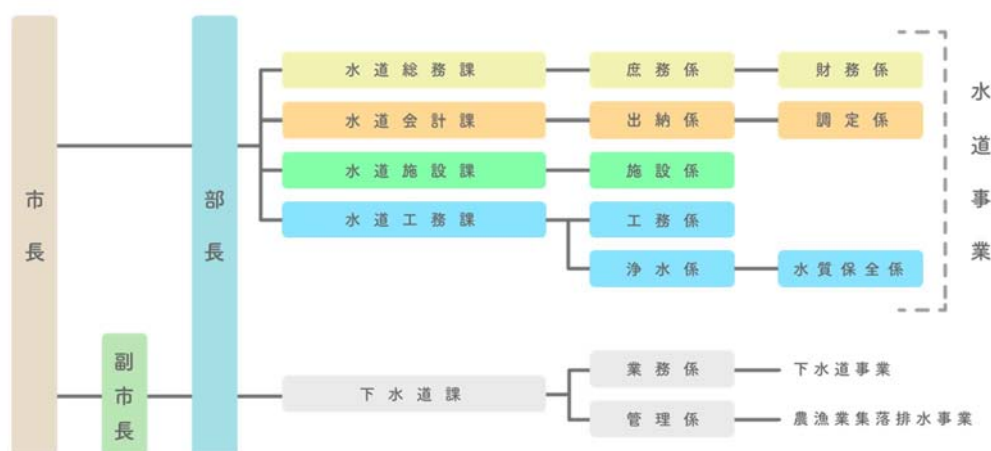 市長
副市長
部長
水道総務課 庶務係 財務係
水道会計課 出納係 調定係
水道施設課 施設係
水道工務課 工務係
浄水係 水質保全係
水道事業
下水道課
業務係 下水道事業
管理係 農漁業集落排水事業